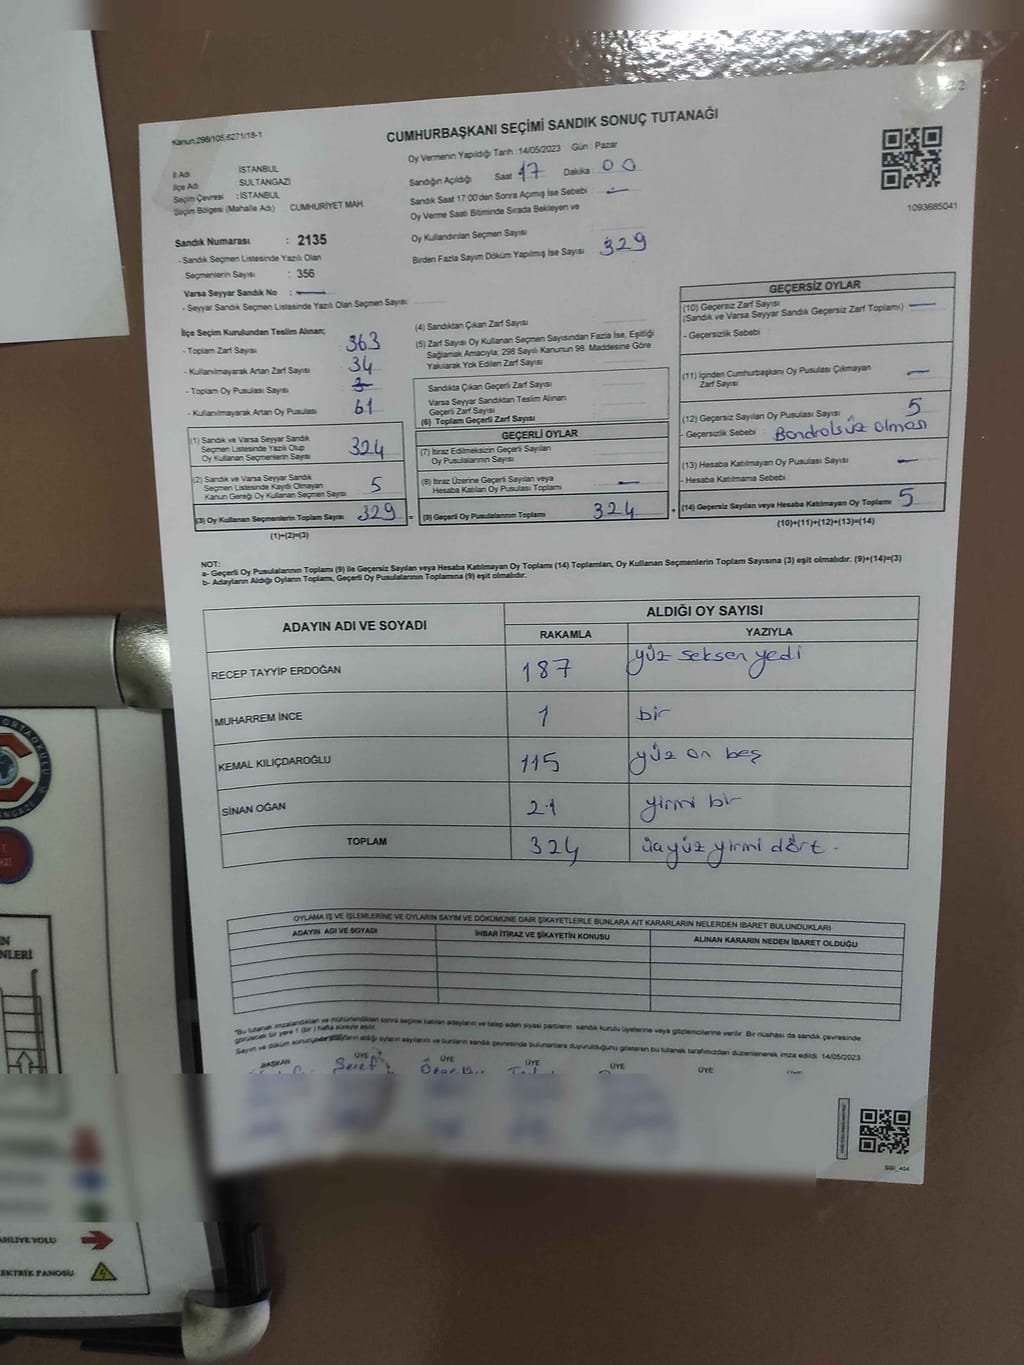 Kanun:298/105,6271/18-1
CUMHURBAŞKANI SEÇİMİ SANDIK SONUÇ TUTANAĞI
Oy Vermenin Yapıldığı Tarih :14/05/2023 Gün : Pazar
İl Adı : İSTANBUL
İlçe Adı : SULTANGAZİ
Seçim Çevresi : İSTANBUL
Seçim Bölgesi (Mahalle Adı) CUMHURİYET MAH.
Sandığın Açıldığı Saat 17 Dakika 00
Sandık Saat 17:00'den Sonra Açımış İse Sebebi —
Oy Verme Saati Bitiminde Sırada Bekleyen ve
Oy Kullandırılan Seçmen Sayısı
Birden Fazla Sayım Döküm Yapılmış İse Sayısı 329
1093685041
Sandık Numarası : 2135
- Sandık Seçmen Listesinde Yazılı Olan
Seçmenlerin Sayısı : 356
Varsa Seyyar Sandık No : —
- Seyyar Sandık Seçmen Listesinde Yazılı Olan Seçmen Sayısı:
İlçe Seçim Kurulundan Teslim Alınan;
- Toplam Zarf Sayısı 363
- Kullanılmayarak Artan Zarf Sayısı 34
- Toplam Oy Pusulası Sayısı
- Kullanılmayarak Artan Oy Pusulası 61
(1) Sandık ve Varsa Seyyar Sandık
Seçmen Listesinde Yazılı Olup
Oy Kullanan Seçmenlerin Sayısı 324
(2) Sandık ve Varsa Seyyar Sandık
Seçmen Listesinde Kaydı Olmayan
Kanun Gereği Oy Kullanan Seçmen Sayısı 5
(3) Oy Kullanan Seçmenlerin Toplam Sayısı 329 =
(1)+(2)=(3)
(4) Sandıktan Çıkan Zarf Sayısı
(5) Zarf Sayısı Oy Kullanan Seçmen Sayısından Fazla İse, Eşitliği
Sağlamak Amacıyla; 298 Sayılı Kanunun 98. Maddesine Göre
Yakılarak Yok Edilen Zarf Sayısı
Sandıkta Çıkan Geçerli Zarf Sayısı
Varsa Seyyar Sandıktan Teslim Alınan
Geçerli Zarf Sayısı
(6) Toplam Geçerli Zarf Sayısı
GEÇERLİ OYLAR
(7) İtiraz Edilmeksizin Geçerli Sayılan
Oy Pusulalarının Sayısı
(8) İtiraz Üzerine Geçerli Sayılan veya
Hesaba Katılan Oy Pusulası Toplamı —
(9) Geçerli Oy Pusulalarının Toplamı 324 +
GEÇERSİZ OYLAR
(10) Geçersiz Zarf Sayısı
(Sandık ve Varsa Seyyar Sandık Geçersiz Zarf Toplamı) —
- Geçersizlik Sebebi
(11) İçinden Cumhurbaşkanı Oy Pusulası Çıkmayan
Zarf Sayısı —
(12) Geçersiz Sayılan Oy Pusulası Sayısı 5
- Geçersizlik Sebebi Bandrolsüz olması
(13) Hesaba Katılmayan Oy Pusulası Sayısı —
- Hesaba Katılmama Sebebi
(14) Geçersiz Sayılan veya Hesaba Katılmayan Oy Toplamı 5
(10)+(11)+(12)+(13)=(14)
NOT:
a- Geçerli Oy Pusulalarının Toplamı (9) ile Geçersiz Sayılan veya Hesaba Katılmayan Oy Toplamı (14) Toplamları, Oy Kullanan Seçmenlerin Toplam Sayısına (3) eşit olmalıdır. (9)+(14)=(3)
b- Adayların Aldığı Oyların Toplamı, Geçerli Oy Pusulalarının Toplamına (9) eşit olmalıdır.
ADAYIN ADI VE SOYADI ALDIĞI OY SAYISI
RAKAMLA YAZIYLA
RECEP TAYYİP ERDOĞAN 187 yüz seksen yedi
MUHARREM İNCE 1 bir
KEMAL KILIÇDAROĞLU 115 yüz on beş
SİNAN OĞAN 21 yirmi bir
TOPLAM 324 üçyüz yirmi dört.
OYLAMA İŞ VE İŞLEMLERİNE VE OYLARIN SAYIM VE DÖKÜMÜNE DAİR ŞİKAYETLERLE BUNLARA AİT KARARLARIN NELERDEN İBARET BULUNDUKLARI
ADAYIN ADI VE SOYADI İHBAR İTİRAZ VE ŞİKAYETİN KONUSU ALINAN KARARIN NEDEN İBARET OLDUĞU
*Bu tutanak imzalandıktan ve mühürlendikten sonra seçime katılan adayların ve talep eden siyasi partilerin sandık kurulu üyelerine veya gözlemcilerine verilir. Bir nüshası da sandık çevresinde
görülecek bir yere 1 (bir) hafta süreyle asılır.
Sayım ve döküm sonucunda adayların aldığı oyların sayılarını ve bunların sandık çevresinde bulunanlara duyurulduğunu gösteren bu tutanak tarafımızdan düzenlenerek imza edildi. 14/05/2023
BAŞKAN ÜYE ÜYE ÜYE ÜYE ÜYE
Şeref
SSI_404
ORTAOKULU
NLERİ
AHLİYE YOLU
EKTRİK PANOSU